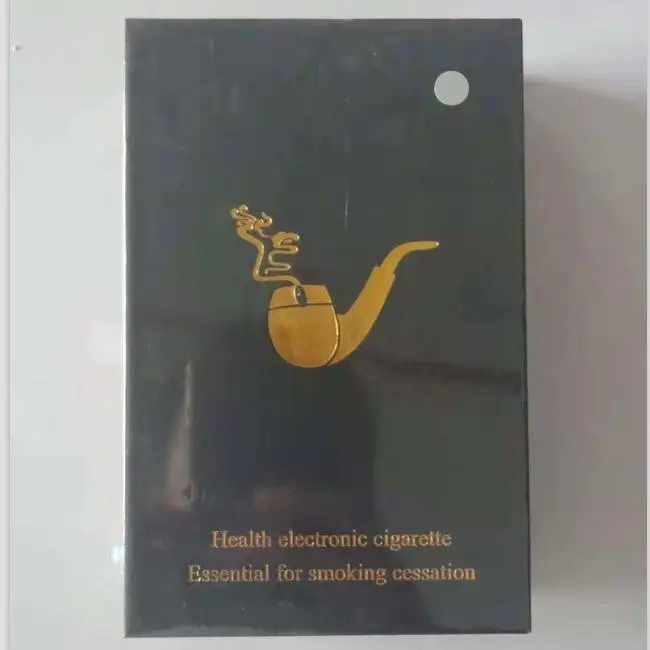 Health electronic cigarette
Essential for smoking cessation